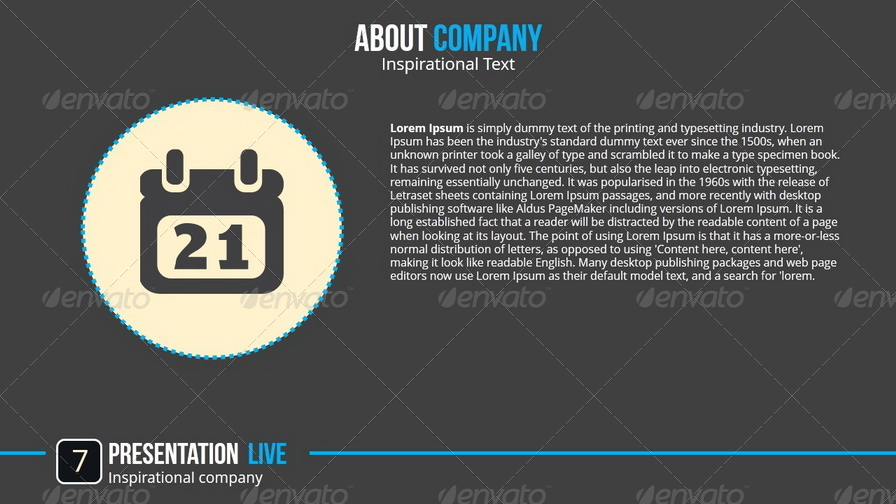 ABOUT COMPANY
Inspirational Text
Lorem Ipsum is simply dummy text of the printing and typesetting industry. Lorem
Ipsum has been the industry's standard dummy text ever since the 1500s, when an
unknown printer took a galley of type and scrambled it to make a type specimen book.
It has survived not only five centuries, but also the leap into electronic typesetting,
remaining essentially unchanged. It was popularised in the 1960s with the release of
Letraset sheets containing Lorem Ipsum passages, and more recently with desktop
publishing software like Aldus PageMaker including versions of Lorem Ipsum. It is a
long established fact that a reader will be distracted by the readable content of a page
when looking at its layout. The point of using Lorem Ipsum is that it has a more-or-less
normal distribution of letters, as opposed to using 'Content here, content here',
making it look like readable English. Many desktop publishing packages and web page
editors now use Lorem Ipsum as their default model text, and a search for 'lorem.
21
7
PRESENTATION LIVE
Inspirational company
envato envato envato envato envato
envato envato envato envato envato
envato envato envato envato envato